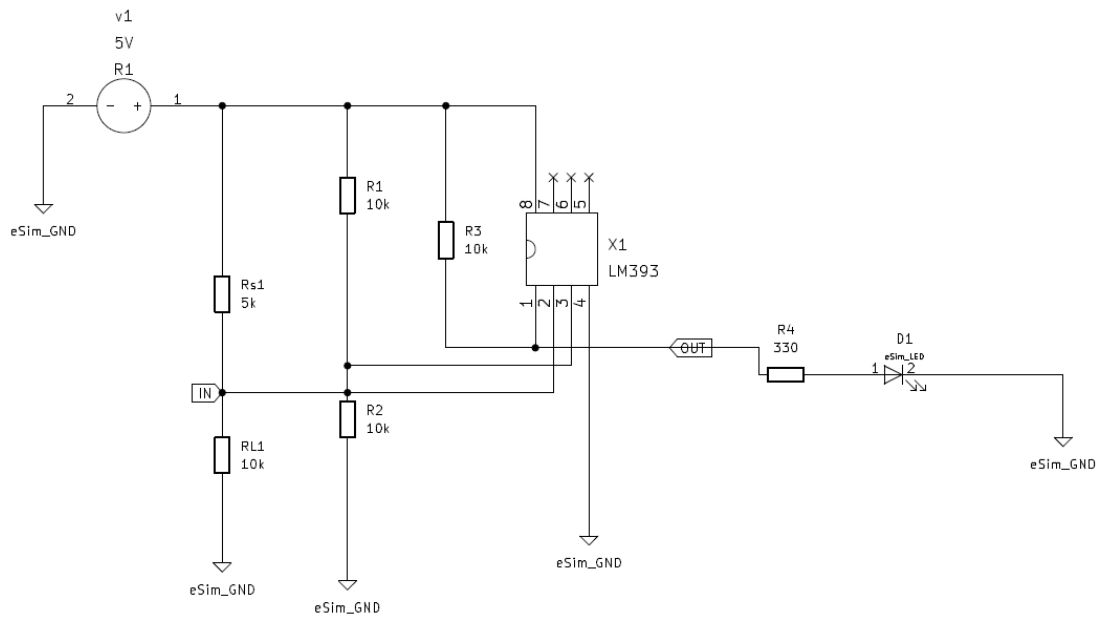 v1
5V
R1
2
-
+
1
eSim_GND
R1
10k
R3
10k
8
7
6
5
X1
LM393
Rs1
5k
1
2
3
4
OUT
R4
330
D1
eSim_LED
1
2
IN
R2
10k
RL1
10k
eSim_GND
eSim_GND
eSim_GND
eSim_GND